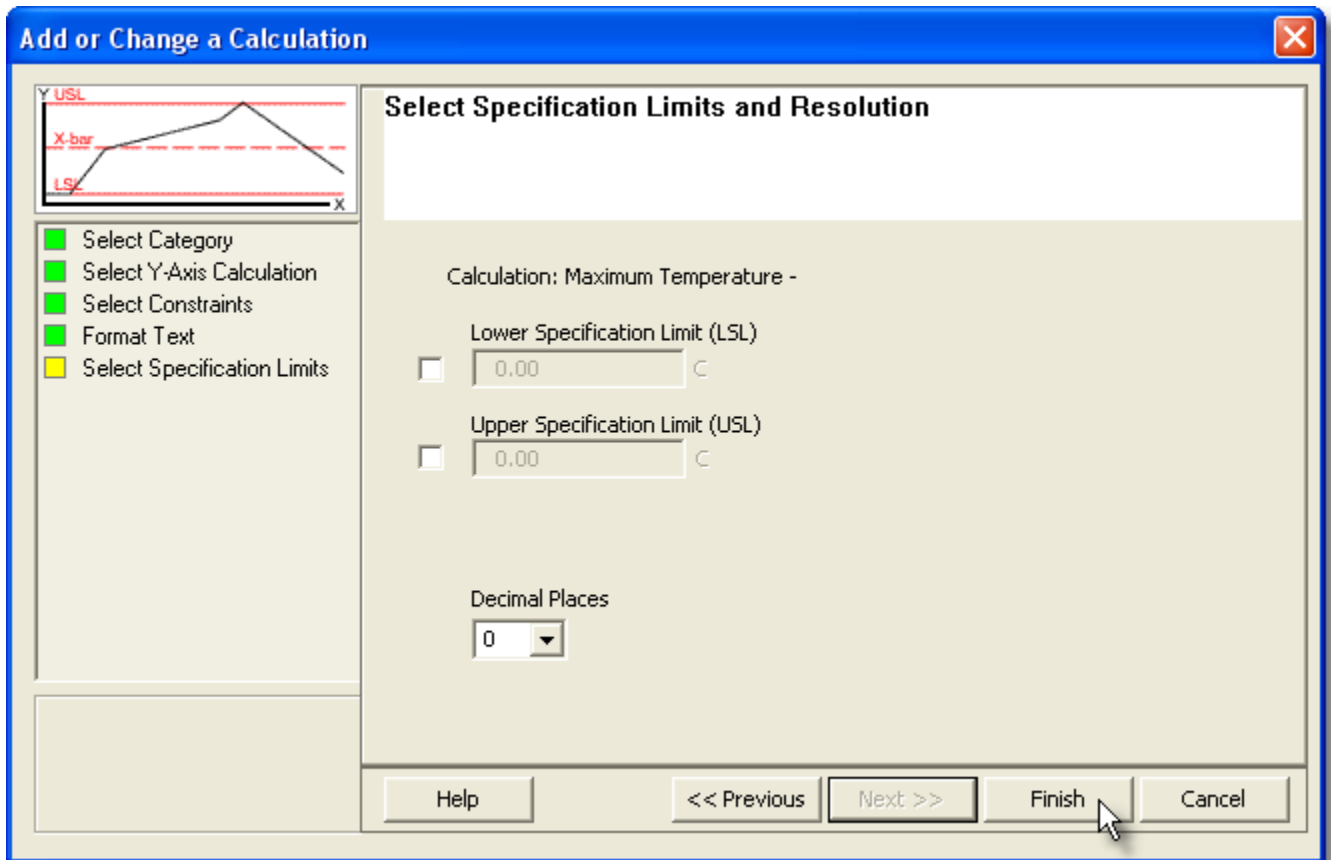 Add or Change a Calculation
Y USL
X-bar
LSL
X
Select Category
Select Y-Axis Calculation
Select Constraints
Format Text
Select Specification Limits
Select Specification Limits and Resolution
Calculation: Maximum Temperature -
Lower Specification Limit (LSL)
0.00 C
Upper Specification Limit (USL)
0.00 C
Decimal Places
0
Help << Previous Next >> Finish Cancel